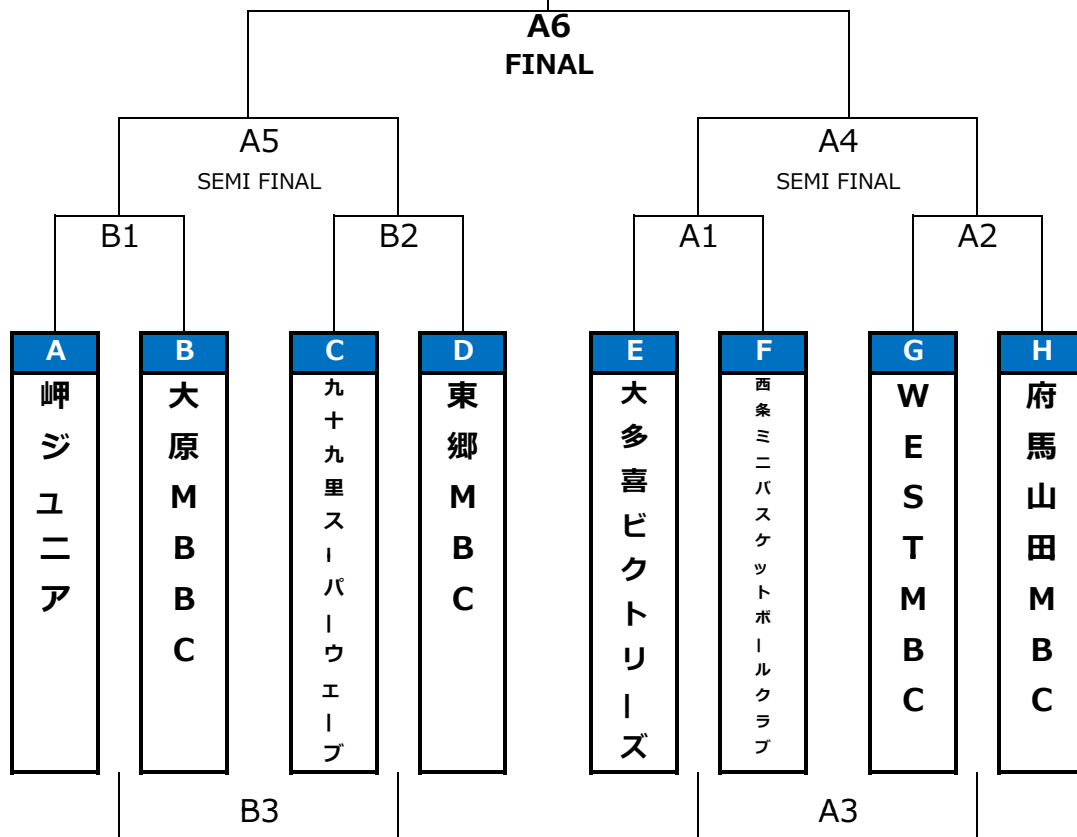 A6
FINAL
A5
A4
SEMI FINAL
SEMI FINAL
B1
B2
A1
A2
A
B
C
D
E
F
G
H
岬ジュニア
大原MBBC
九十九里スーパーウエーブ
東郷MBC
大多喜ビクトリーズ
西条ミニバスケットボールクラブ
WESTMBC
府馬山田MBC
B3
A3